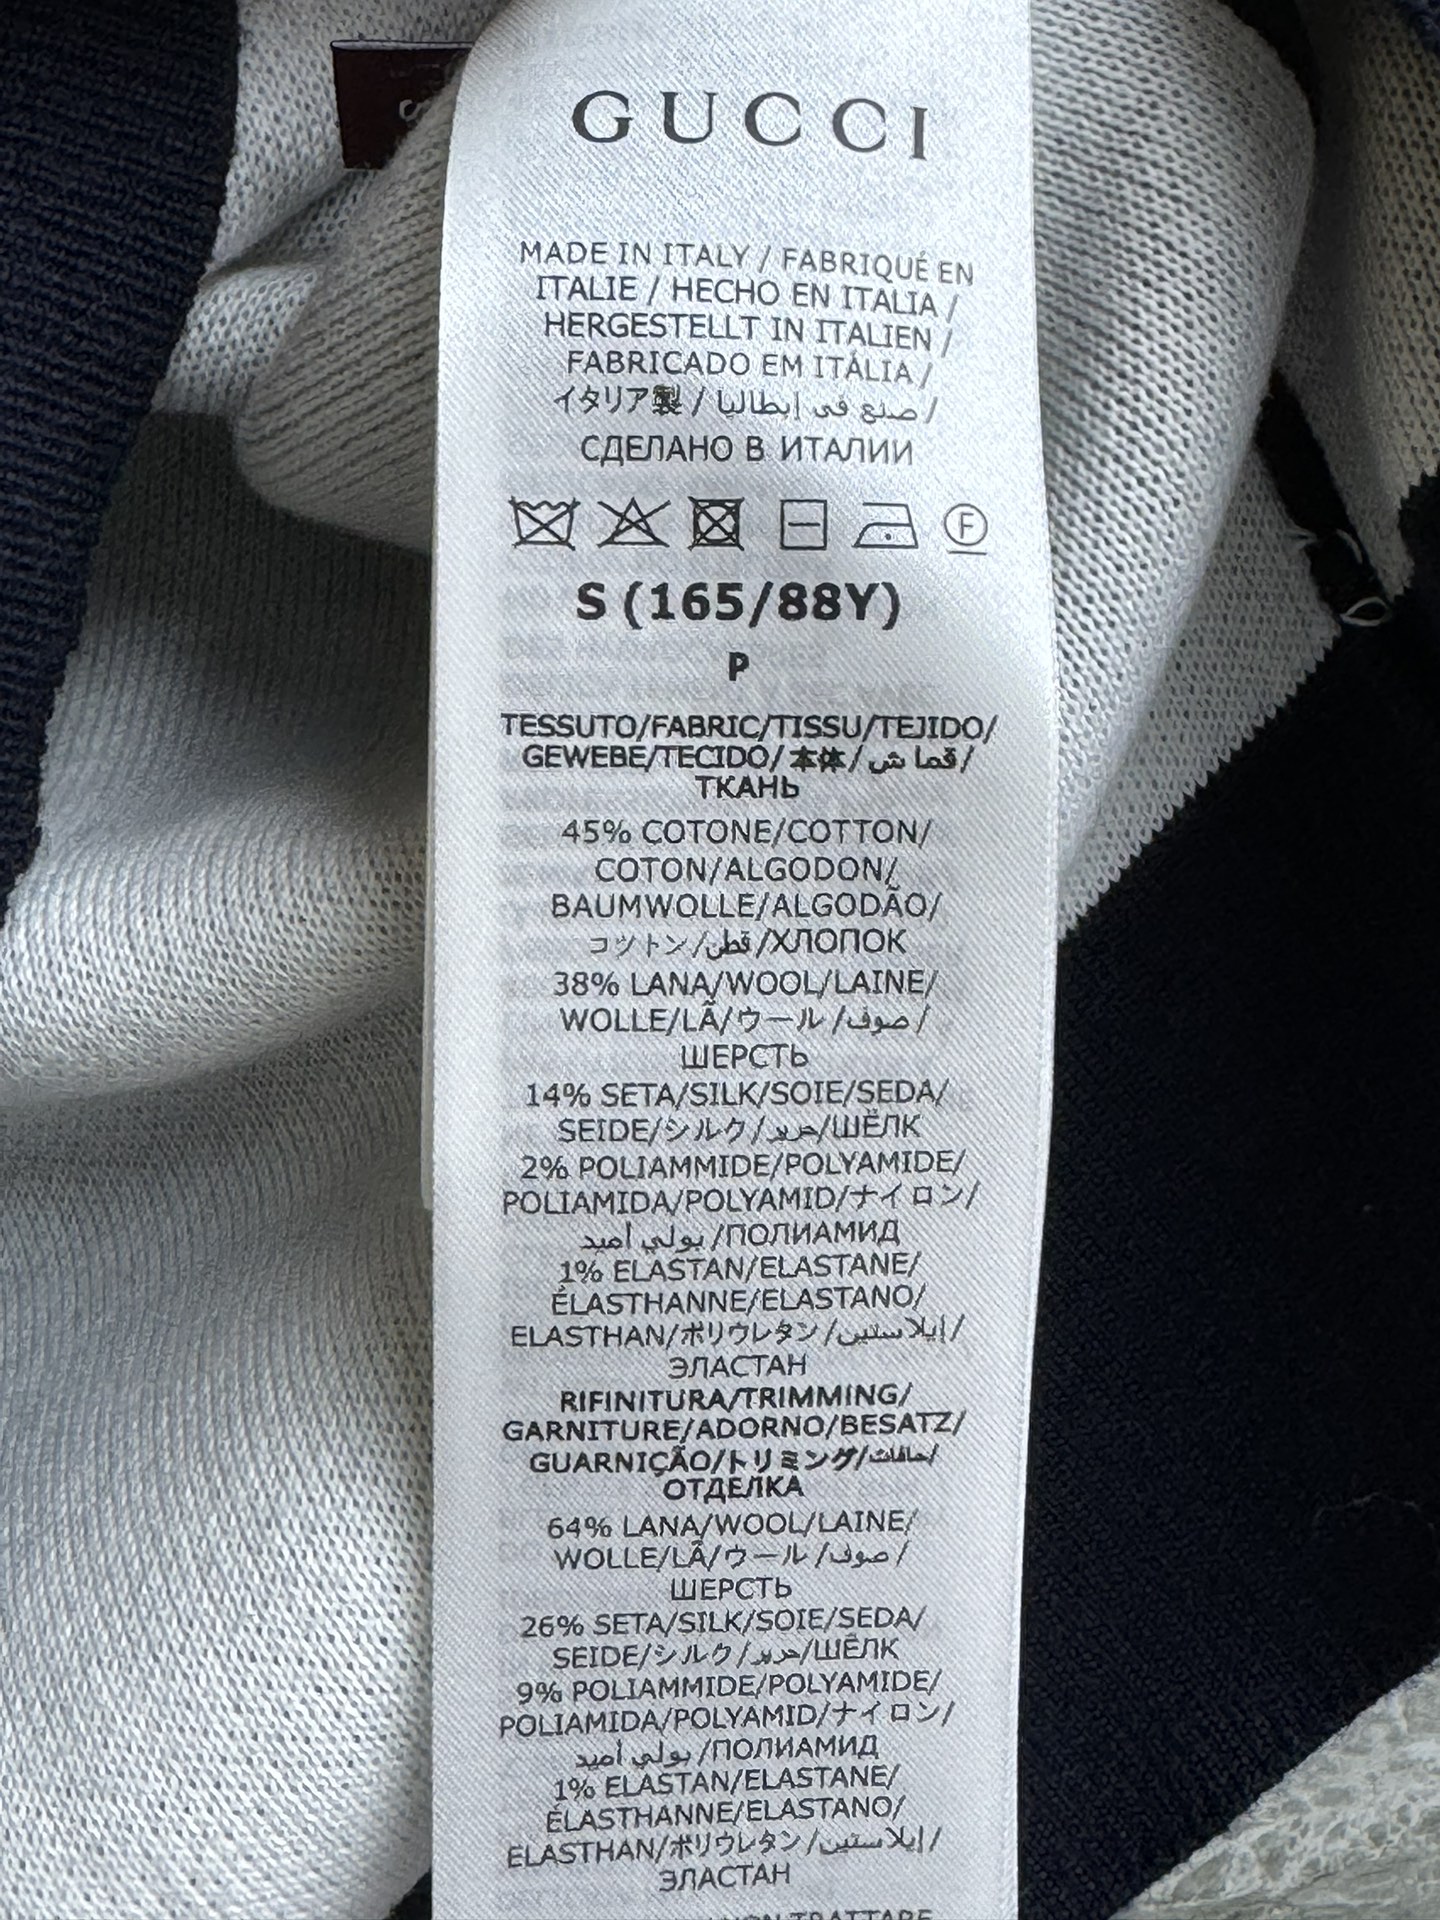 GUCCI
MADE IN ITALY / FABRIQUÉ EN
ITALIE / HECHO EN ITALIA /
HERGESTELLT IN ITALIEN /
FABRICADO EM ITÁLIA /
イタリア製 / صنع في إيطاليا /
СДЕЛАНО В ИТАЛИИ
F
S (165/88Y)
P
TESSUTO/FABRIC/TISSU/TEJIDO/
GEWEBE/TECIDO/本体/قماش/
ТКАНЬ
45% COTONE/COTTON/
COTON/ALGODON/
BAUMWOLLE/ALGODÃO/
コットン/قطن/ХЛОПОК
38% LANA/WOOL/LAINE/
WOLLE/LÃ/ウール/صوف/
ШЕРСТЬ
14% SETA/SILK/SOIE/SEDA/
SEIDE/シルク/حرير/ШЁЛК
2% POLIAMMIDE/POLYAMIDE/
POLIAMIDA/POLYAMID/ナイロン/
بولي أميد/ПОЛИАМИД
1% ELASTAN/ELASTANE/
ÉLASTHANNE/ELASTANO/
ELASTHAN/ポリウレタン/إيلاستين/
ЭЛАСТАН
RIFINITURA/TRIMMING/
GARNITURE/ADORNO/BESATZ/
GUARNIÇÃO/トリミング/حافات/
ОТДЕЛКА
64% LANA/WOOL/LAINE/
WOLLE/LÃ/ウール/صوف/
ШЕРСТЬ
26% SETA/SILK/SOIE/SEDA/
SEIDE/シルク/حرير/ШЁЛК
9% POLIAMMIDE/POLYAMIDE/
POLIAMIDA/POLYAMID/ナイロン/
بولي أميد/ПОЛИАМИД
1% ELASTAN/ELASTANE/
ÉLASTHANNE/ELASTANO/
ELASTHAN/ポリウレタン/إيلاستين/
ЭЛАСТАН
NON TRATTARE